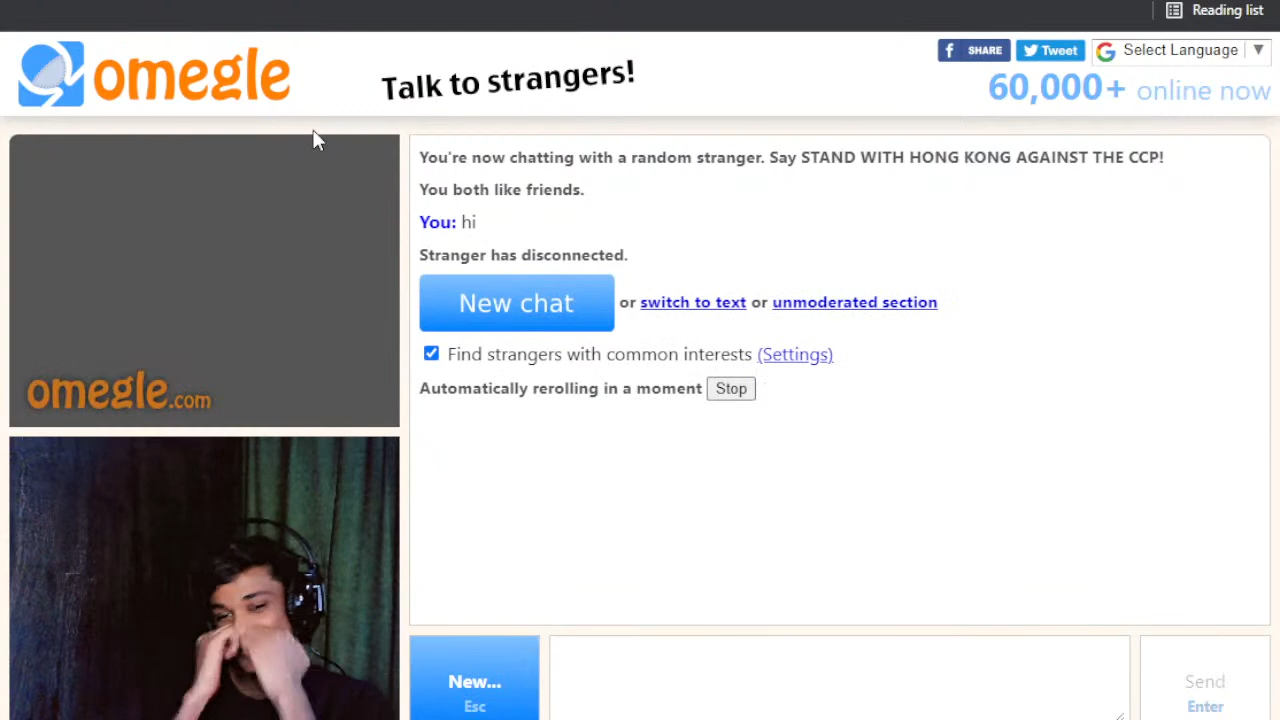 Reading list
omegle
Talk to strangers!
f SHARE
Tweet
G Select Language ▼
60,000+ online now
You're now chatting with a random stranger. Say STAND WITH HONG KONG AGAINST THE CCP!
You both like friends.
You: hi
Stranger has disconnected.
New chat or switch to text or unmoderated section
Find strangers with common interests (Settings)
Automatically rerolling in a moment Stop
omegle.com
New...
Esc
Send
Enter